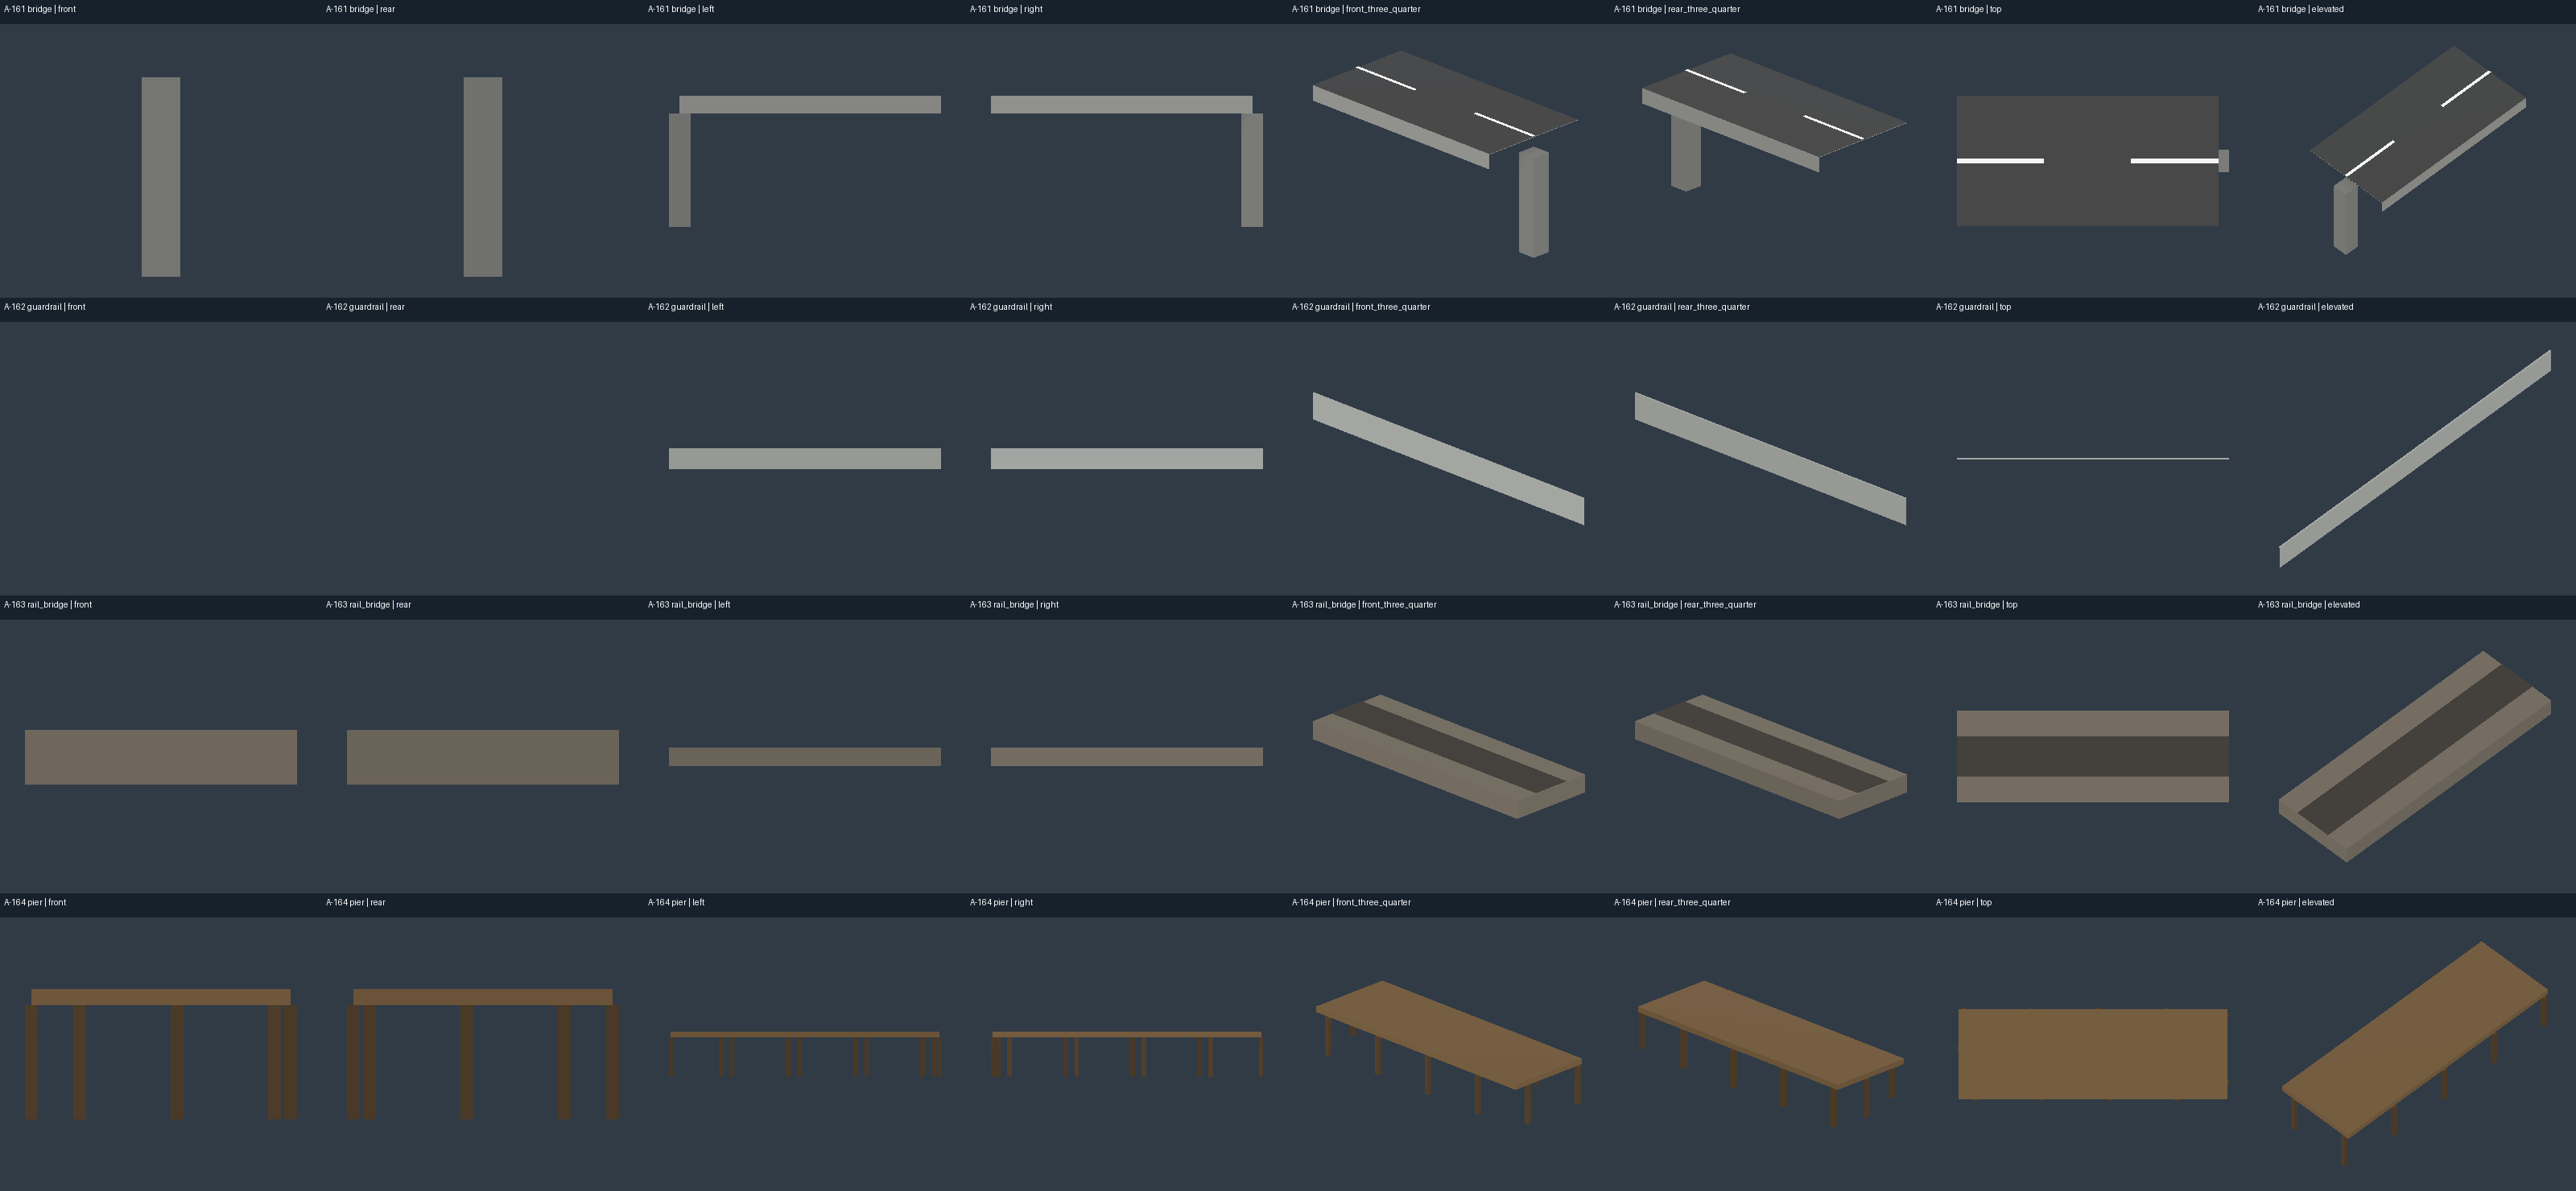 A-161 bridge | front
A-161 bridge | rear
A-161 bridge | left
A-161 bridge | right
A-161 bridge | front_three_quarter
A-161 bridge | rear_three_quarter
A-161 bridge | top
A-161 bridge | elevated
A-162 guardrail | front
A-162 guardrail | rear
A-162 guardrail | left
A-162 guardrail | right
A-162 guardrail | front_three_quarter
A-162 guardrail | rear_three_quarter
A-162 guardrail | top
A-162 guardrail | elevated
A-163 rail_bridge | front
A-163 rail_bridge | rear
A-163 rail_bridge | left
A-163 rail_bridge | right
A-163 rail_bridge | front_three_quarter
A-163 rail_bridge | rear_three_quarter
A-163 rail_bridge | top
A-163 rail_bridge | elevated
A-164 pier | front
A-164 pier | rear
A-164 pier | left
A-164 pier | right
A-164 pier | front_three_quarter
A-164 pier | rear_three_quarter
A-164 pier | top
A-164 pier | elevated